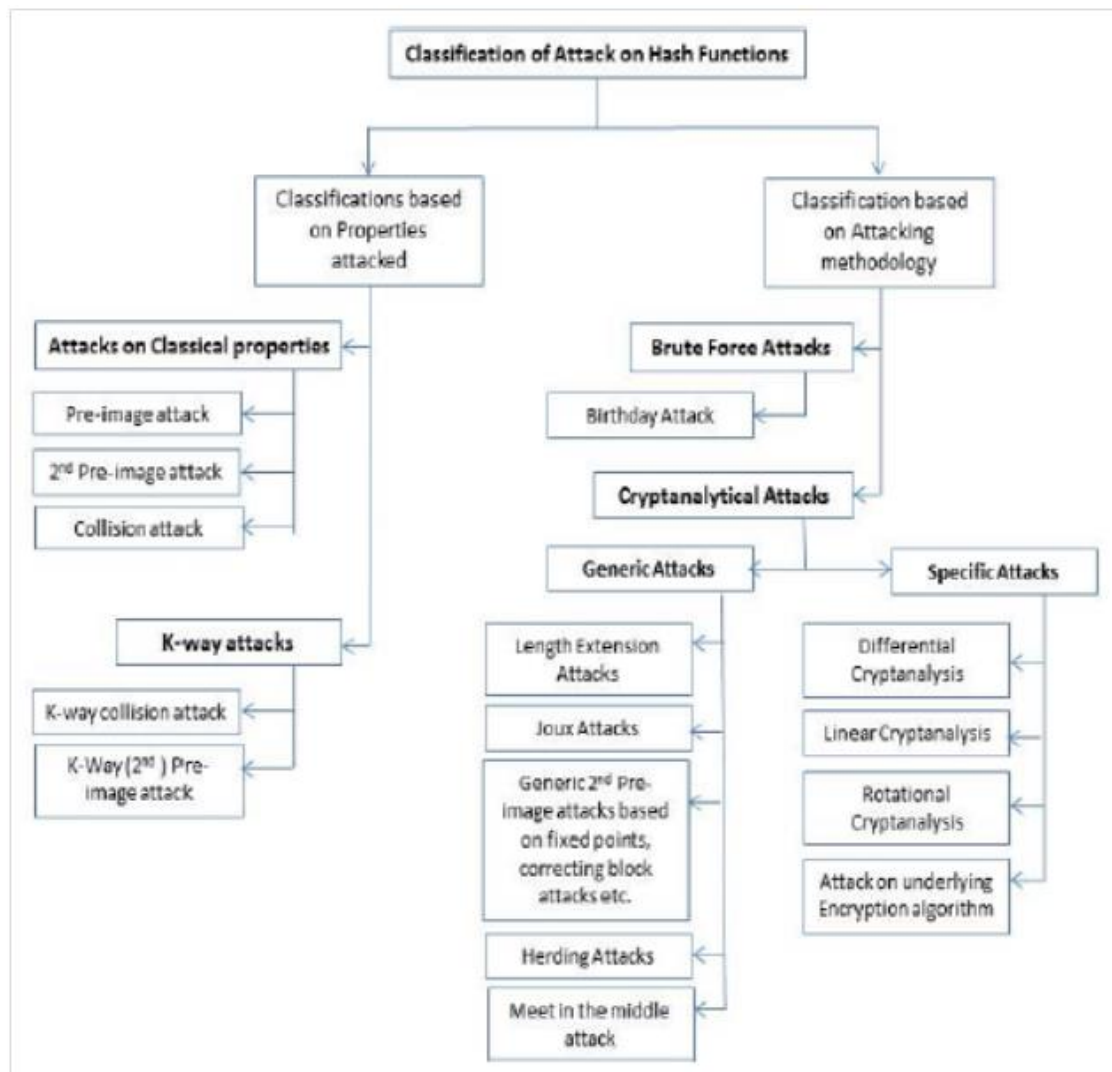 Classification of Attack on Hash Functions
Classifications based
on Properties
attacked
Classification based
on Attacking
methodology
Attacks on Classical properties
Pre-image attack
2nd Pre-image attack
Collision attack
K-way attacks
K-way collision attack
K-Way (2nd ) Pre-
image attack
Brute Force Attacks
Birthday Attack
Cryptanalytical Attacks
Generic Attacks
Length Extension
Attacks
Joux Attacks
Generic 2nd Pre-
image attacks based
on fixed points,
correcting block
attacks etc.
Herding Attacks
Meet in the middle
attack
Specific Attacks
Differential
Cryptanalysis
Linear Cryptanalysis
Rotational
Cryptanalysis
Attack on underlying
Encryption algorithm